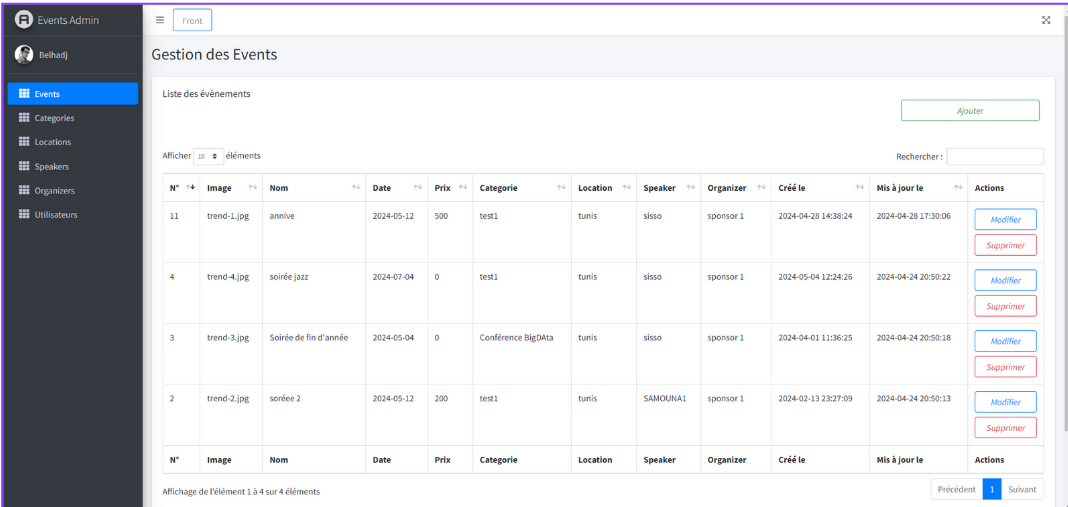 Events Admin
Front
Belhadj
Gestion des Events
Events
Categories
Locations
Speakers
Organizers
Utilisateurs
Liste des évènements
Ajouter
Afficher 10 éléments
Rechercher :
N° Image Nom Date Prix Categorie Location Speaker Organizer Créé le Mis à jour le Actions
11 trend-1.jpg annive 2024-05-12 500 test1 tunis sisso sponsor 1 2024-04-28 14:38:24 2024-04-28 17:30:06 Modifier
Supprimer
4 trend-4.jpg soirée jazz 2024-07-04 0 test1 tunis sisso sponsor 1 2024-05-04 12:24:26 2024-04-24 20:50:22 Modifier
Supprimer
3 trend-3.jpg Soirée de fin d'année 2024-05-04 0 Conférence BigDAta tunis sisso sponsor 1 2024-04-01 11:36:25 2024-04-24 20:50:18 Modifier
Supprimer
2 trend-2.jpg soréee 2 2024-05-12 200 test1 tunis SAMOUNA1 sponsor 1 2024-02-13 23:27:09 2024-04-24 20:50:13 Modifier
Supprimer
N° Image Nom Date Prix Categorie Location Speaker Organizer Créé le Mis à jour le Actions
Affichage de l'élément 1 à 4 sur 4 éléments
Précédent 1 Suivant